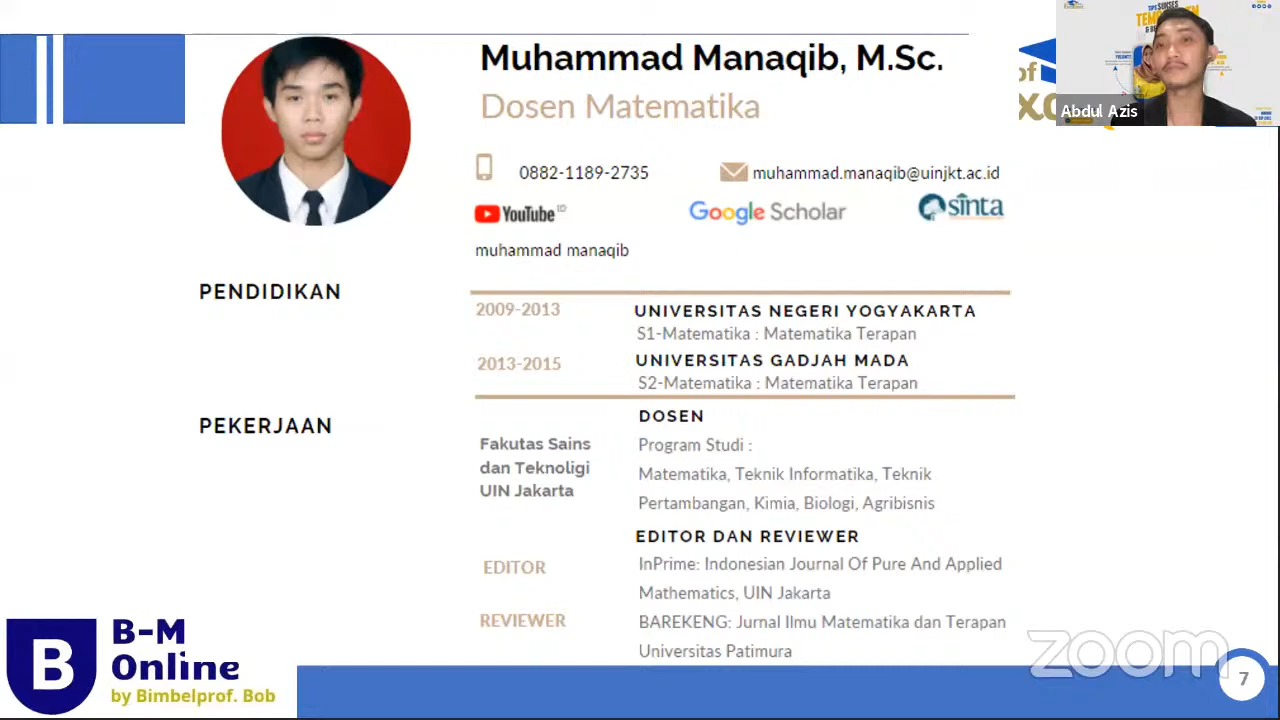 Muhammad Manaqib, M.Sc.
Dosen Matematika
0882-1189-2735
muhammad.manaqib@uinjkt.ac.id
YouTube ID
Google Scholar
sinta
muhammad manaqib
PENDIDIKAN
2009-2013
UNIVERSITAS NEGERI YOGYAKARTA
S1-Matematika : Matematika Terapan
2013-2015
UNIVERSITAS GADJAH MADA
S2-Matematika : Matematika Terapan
PEKERJAAN
DOSEN
Fakutas Sains
dan Teknoligi
UIN Jakarta
Program Studi :
Matematika, Teknik Informatika, Teknik
Pertambangan, Kimia, Biologi, Agribisnis
EDITOR DAN REVIEWER
EDITOR
InPrime: Indonesian Journal Of Pure And Applied
Mathematics, UIN Jakarta
REVIEWER
BAREKENG: Jurnal Ilmu Matematika dan Terapan
Universitas Patimura
B
B-M
Online
by Bimbelprof. Bob
zoom
7
of
TIPS SUKSES
Abdul Azis